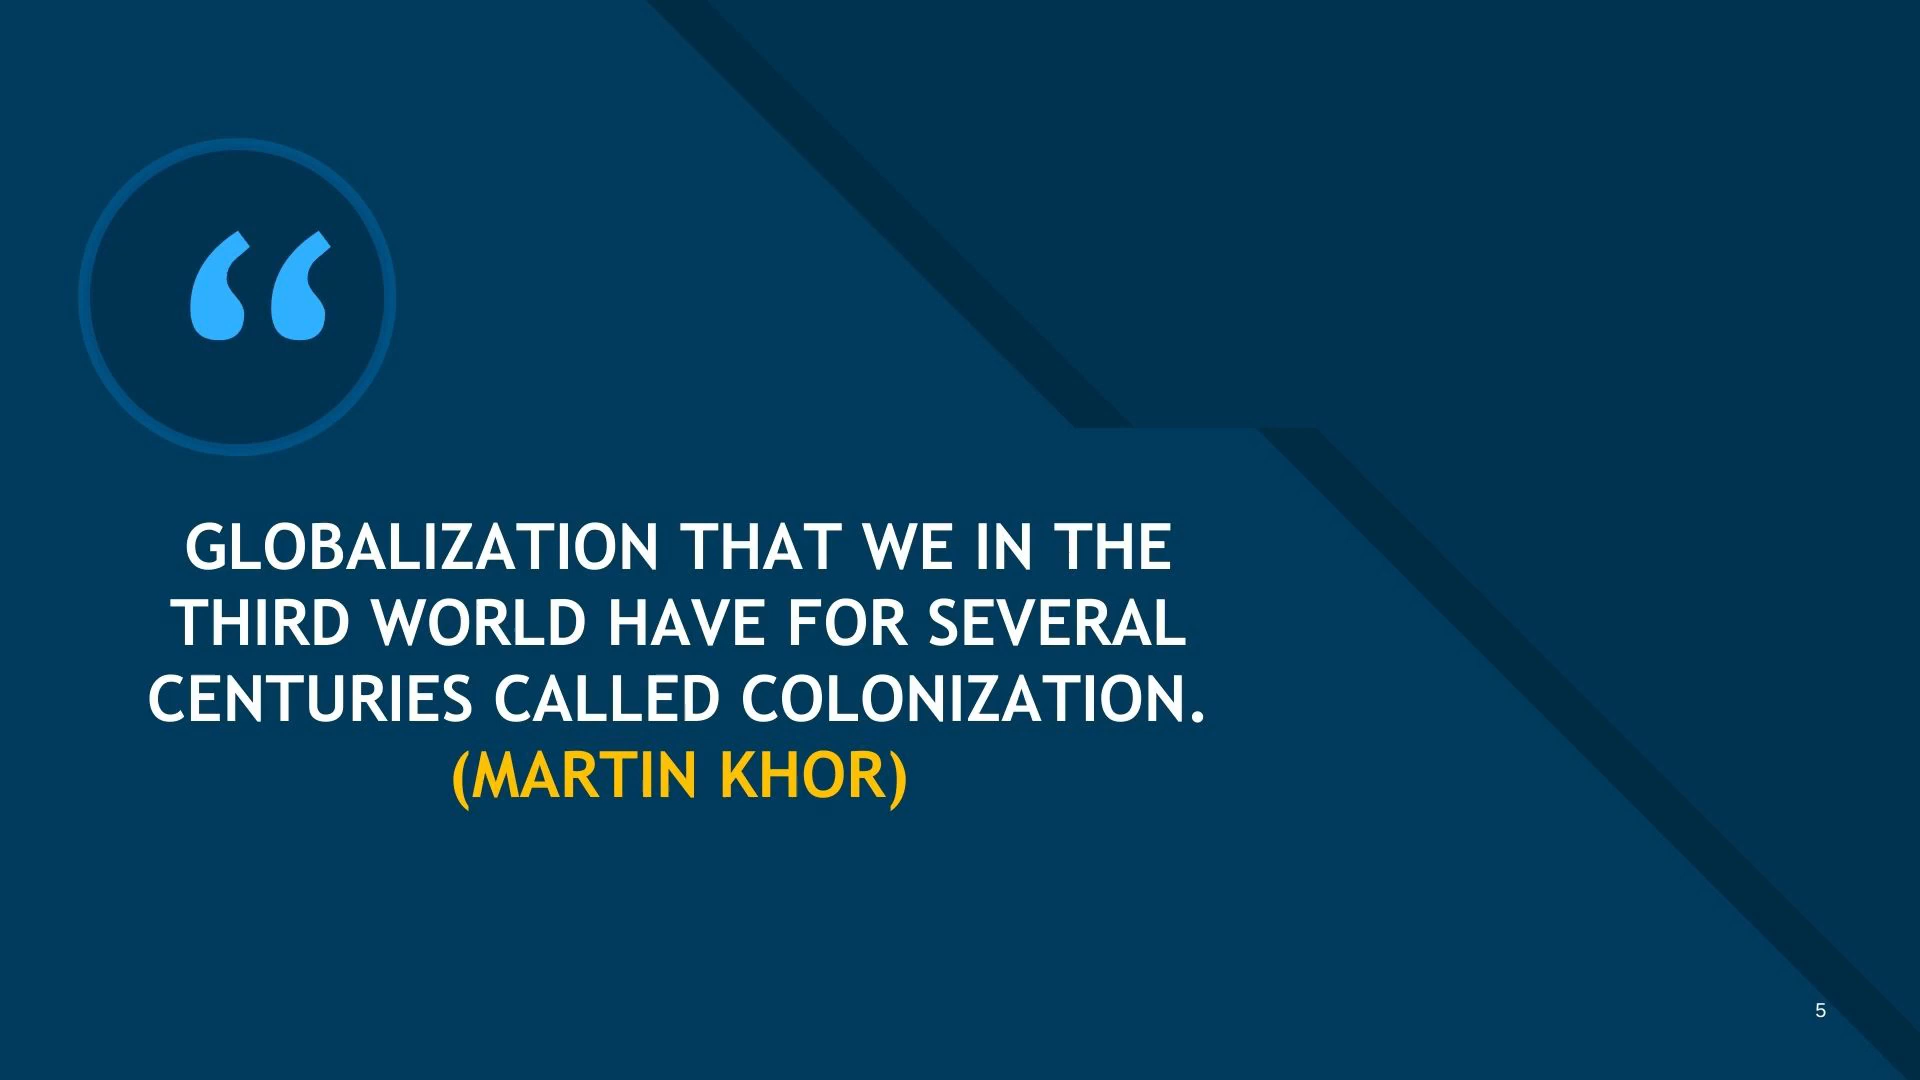 “
GLOBALIZATION THAT WE IN THE
THIRD WORLD HAVE FOR SEVERAL
CENTURIES CALLED COLONIZATION.
(MARTIN KHOR)
5